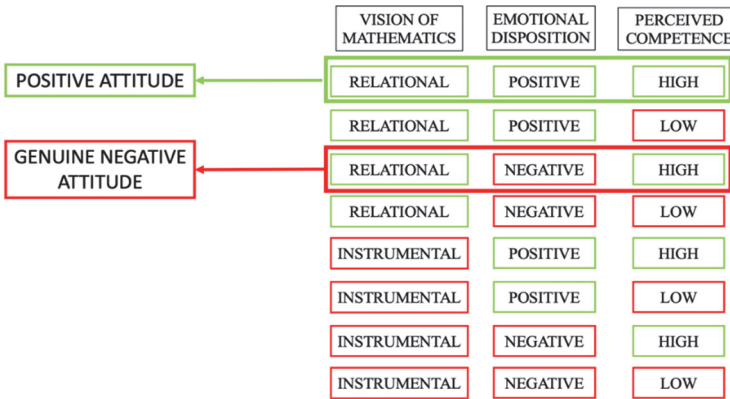 VISION OF
MATHEMATICS
EMOTIONAL
DISPOSITION
PERCEIVED
COMPETENCE
POSITIVE ATTITUDE
RELATIONAL
POSITIVE
HIGH
RELATIONAL
POSITIVE
LOW
GENUINE NEGATIVE
ATTITUDE
RELATIONAL
NEGATIVE
HIGH
RELATIONAL
NEGATIVE
LOW
INSTRUMENTAL
POSITIVE
HIGH
INSTRUMENTAL
POSITIVE
LOW
INSTRUMENTAL
NEGATIVE
HIGH
INSTRUMENTAL
NEGATIVE
LOW